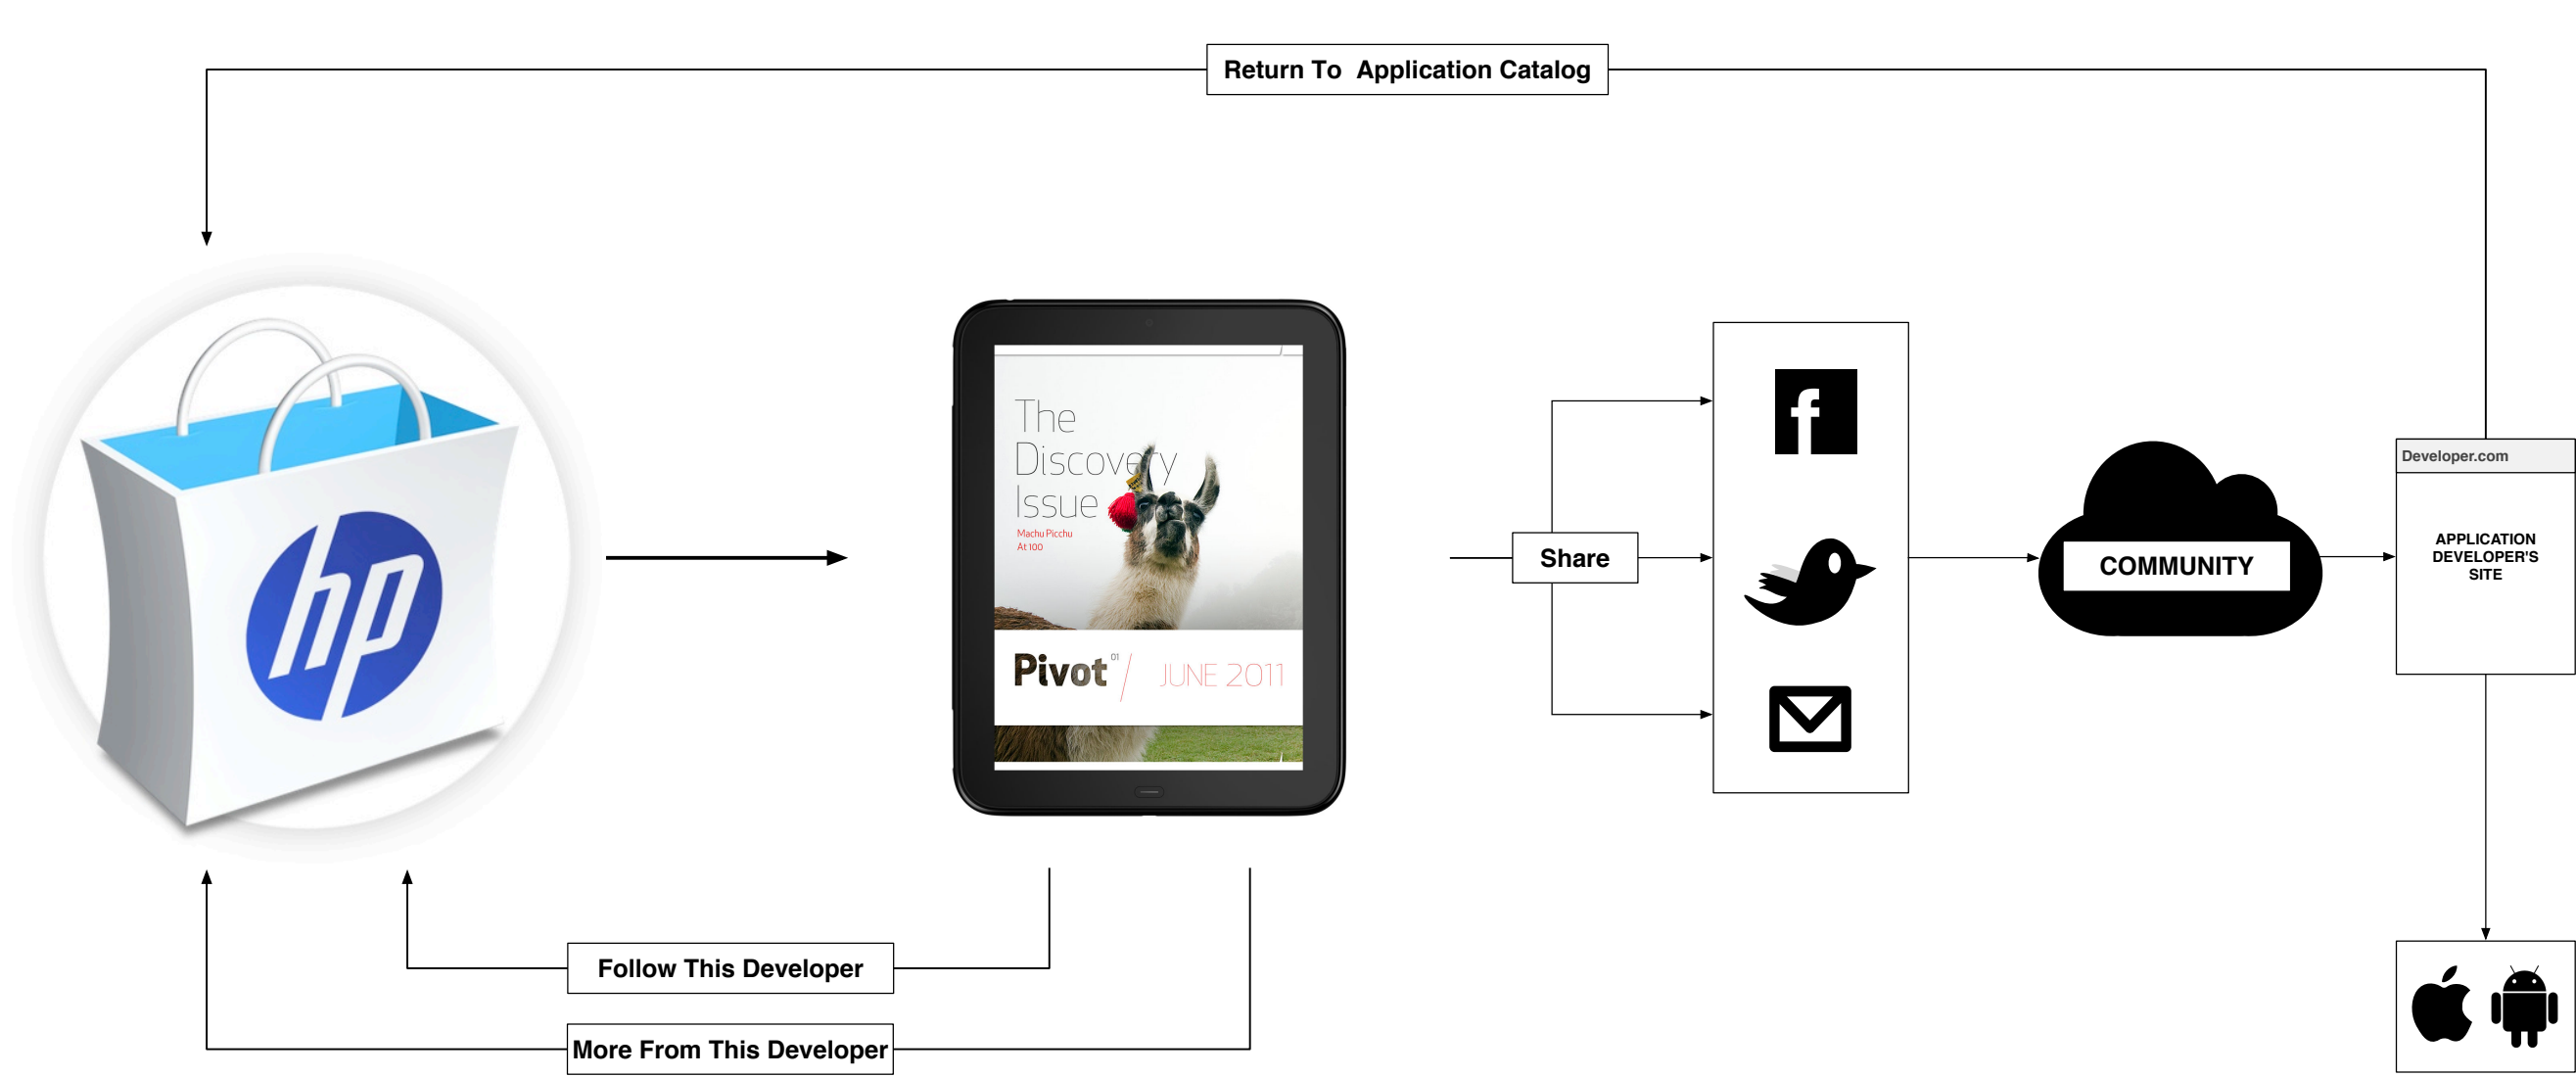 Return To  Application Catalog
hp
The
Discovery
Issue
Machu Picchu
At 100
Pivot 01 / JUNE 2011
Share
f
COMMUNITY
Developer.com
APPLICATION
DEVELOPER'S
SITE
Follow This Developer
More From This Developer